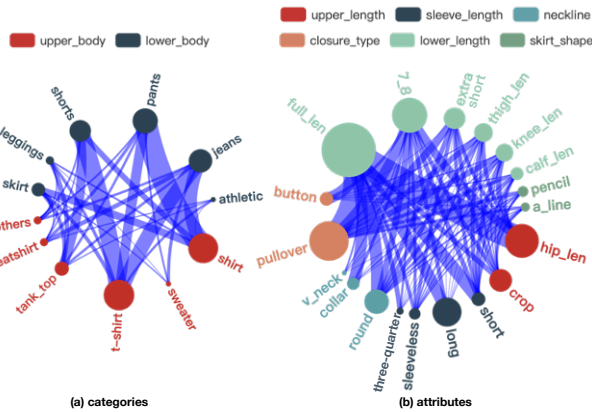 upper_length sleeve_length neckline
upper_body lower_body
closure_type lower_length skirt_shape
pants
shorts
jeans
leggings
skirt
athletic
others
eatshirt
shirt
tank_top
sweater
t-shirt
7_8
extra
short
full_len
thigh_len
knee_len
calf_len
pencil
button
a_line
pullover
hip_len
v_neck
collar
crop
round
short
three-quarter
sleeveless
long
(a) categories
(b) attributes